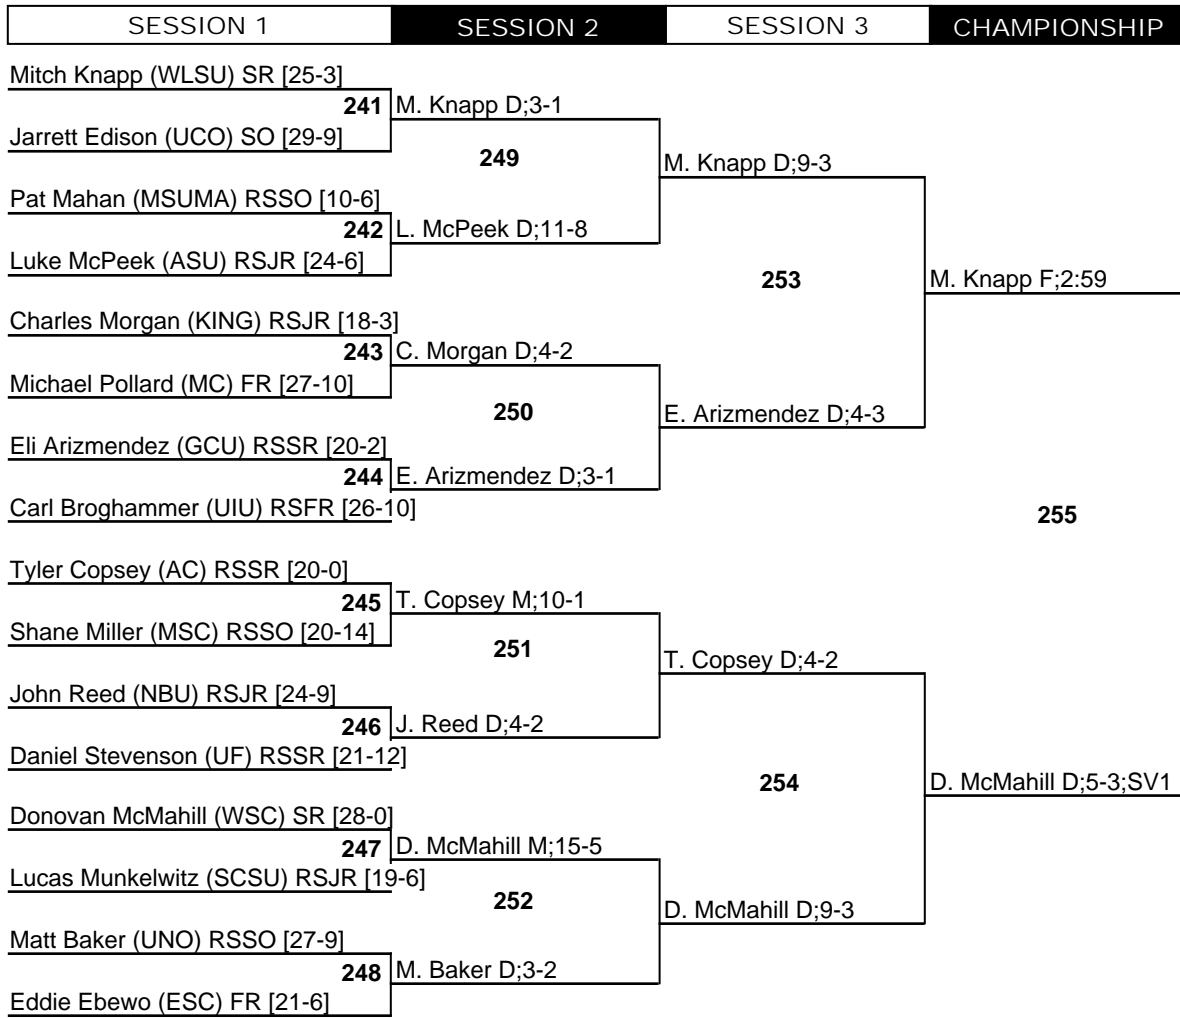 SESSION 1 SESSION 2 SESSION 3 CHAMPIONSHIP
Mitch Knapp (WLSU) SR [25-3]
241 M. Knapp D;3-1
Jarrett Edison (UCO) SO [29-9]
249
M. Knapp D;9-3
Pat Mahan (MSUMA) RSSO [10-6]
242 L. McPeek D;11-8
Luke McPeek (ASU) RSJR [24-6]
253
M. Knapp F;2:59
Charles Morgan (KING) RSJR [18-3]
243 C. Morgan D;4-2
Michael Pollard (MC) FR [27-10]
250
E. Arizmendez D;4-3
Eli Arizmendez (GCU) RSSR [20-2]
244 E. Arizmendez D;3-1
Carl Broghammer (UIU) RSFR [26-10]
255
Tyler Copsey (AC) RSSR [20-0]
245 T. Copsey M;10-1
Shane Miller (MSC) RSSO [20-14]
251
T. Copsey D;4-2
John Reed (NBU) RSJR [24-9]
246 J. Reed D;4-2
Daniel Stevenson (UF) RSSR [21-12]
254
D. McMahill D;5-3;SV1
Donovan McMahill (WSC) SR [28-0]
247 D. McMahill M;15-5
Lucas Munkelwitz (SCSU) RSJR [19-6]
252
D. McMahill D;9-3
Matt Baker (UNO) RSSO [27-9]
248 M. Baker D;3-2
Eddie Ebewo (ESC) FR [21-6]